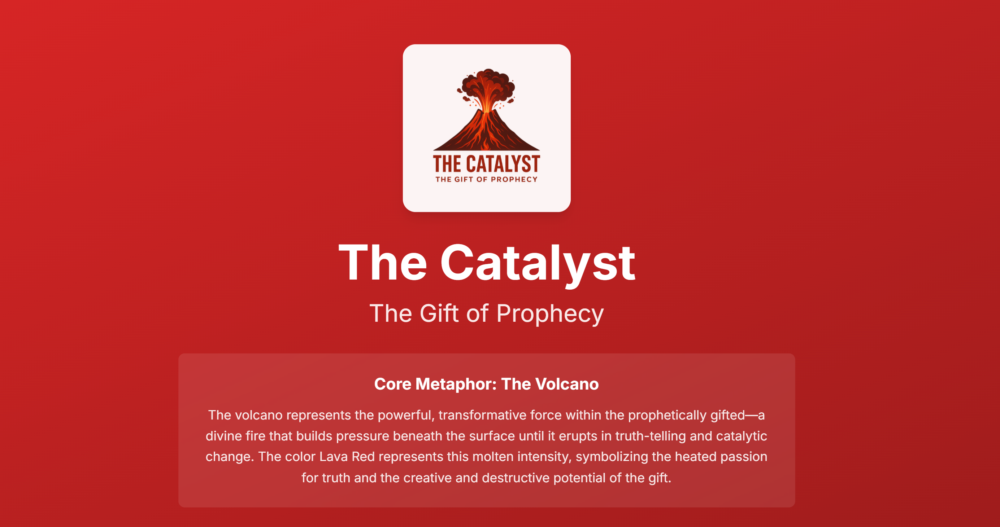 THE CATALYST
THE GIFT OF PROPHECY
The Catalyst
The Gift of Prophecy
Core Metaphor: The Volcano
The volcano represents the powerful, transformative force within the prophetically gifted—a
divine fire that builds pressure beneath the surface until it erupts in truth-telling and catalytic
change. The color Lava Red represents this molten intensity, symbolizing the heated passion
for truth and the creative and destructive potential of the gift.